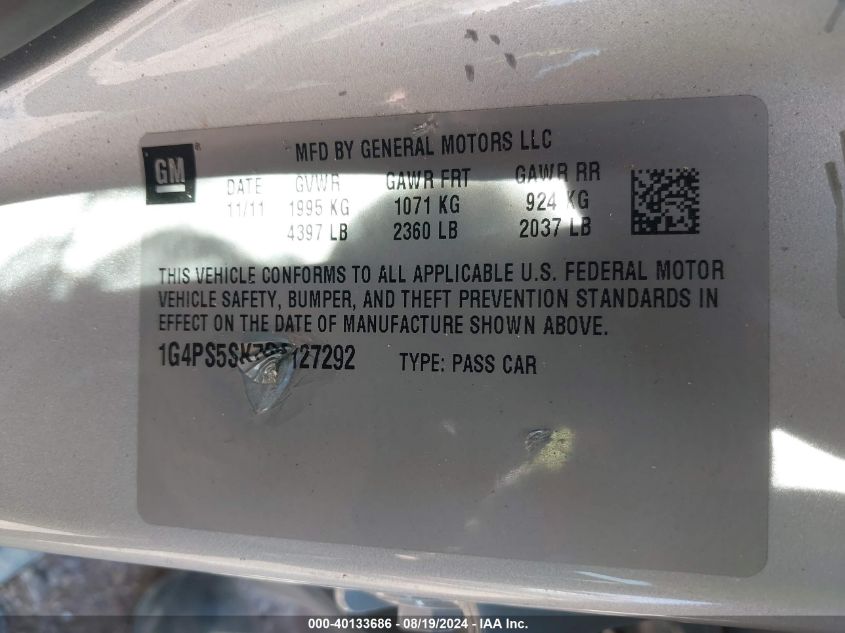 MFD BY GENERAL MOTORS LLC
GM
DATE GVWR GAWR FRT GAWR RR
11/11 1995 KG 1071 KG 924 KG
4397 LB 2360 LB 2037 LB
THIS VEHICLE CONFORMS TO ALL APPLICABLE U.S. FEDERAL MOTOR
VEHICLE SAFETY, BUMPER, AND THEFT PREVENTION STANDARDS IN
EFFECT ON THE DATE OF MANUFACTURE SHOWN ABOVE.
1G4PS5SK7C4127292 TYPE: PASS CAR
000-40133686 - 08/19/2024 - IAA Inc.